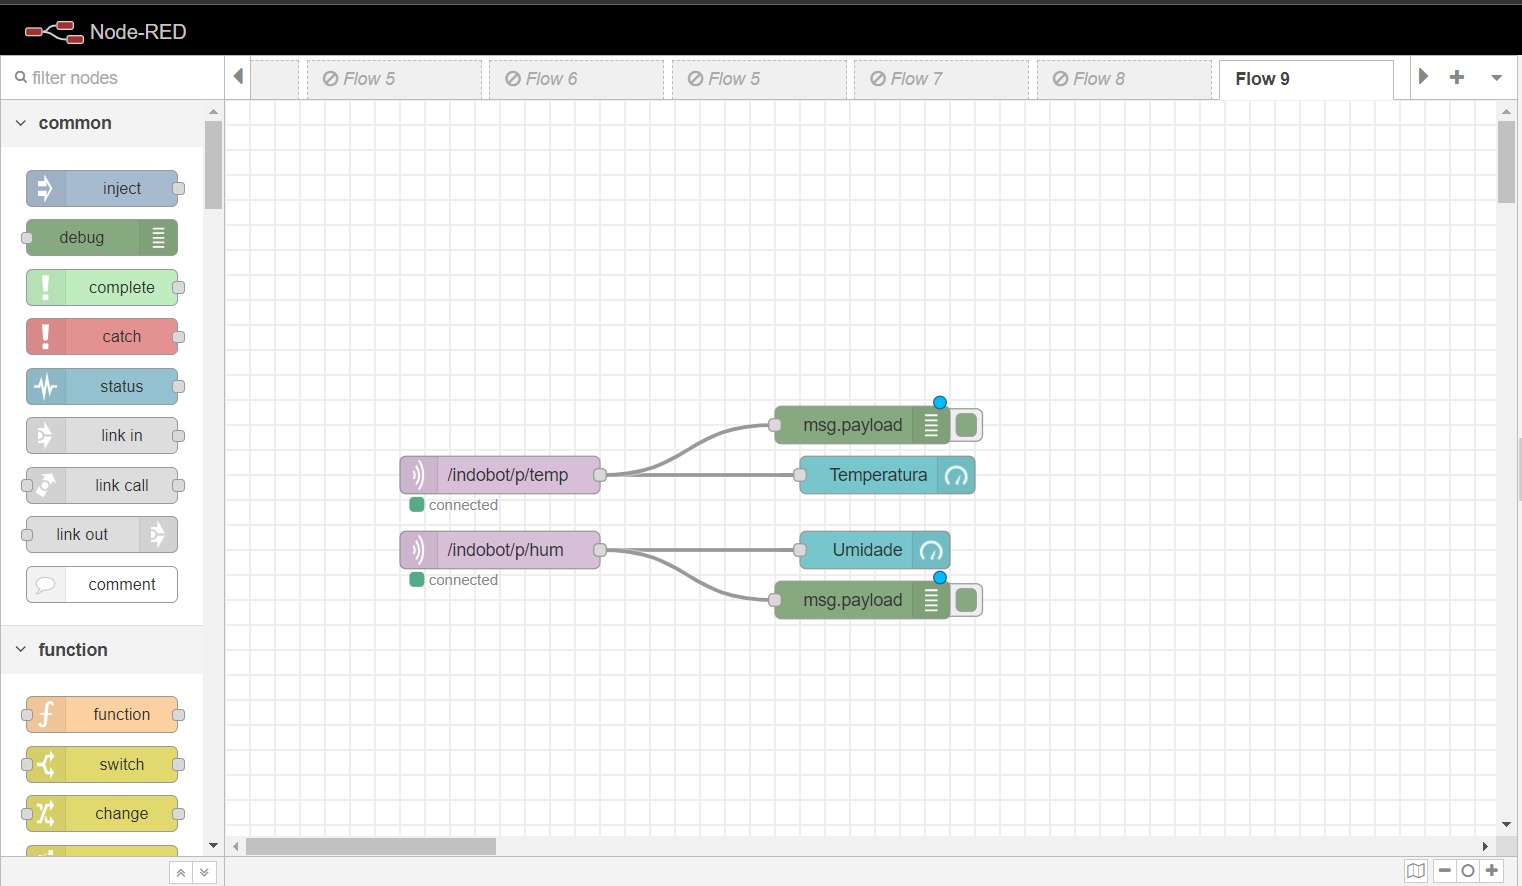 Node-RED
filter nodes
Flow 5
Flow 6
Flow 5
Flow 7
Flow 8
Flow 9
common
inject
debug
complete
catch
status
link in
link call
link out
comment
function
function
switch
change
msg.payload
/indobot/p/temp
Temperatura
connected
/indobot/p/hum
Umidade
connected
msg.payload